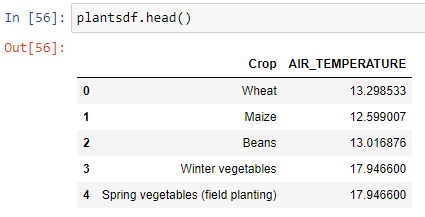 In [56]: plantsdf.head()
Out[56]:
Crop AIR_TEMPERATURE
0 Wheat 13.298533
1 Maize 12.599007
2 Beans 13.016876
3 Winter vegetables 17.946600
4 Spring vegetables (field planting) 17.946600